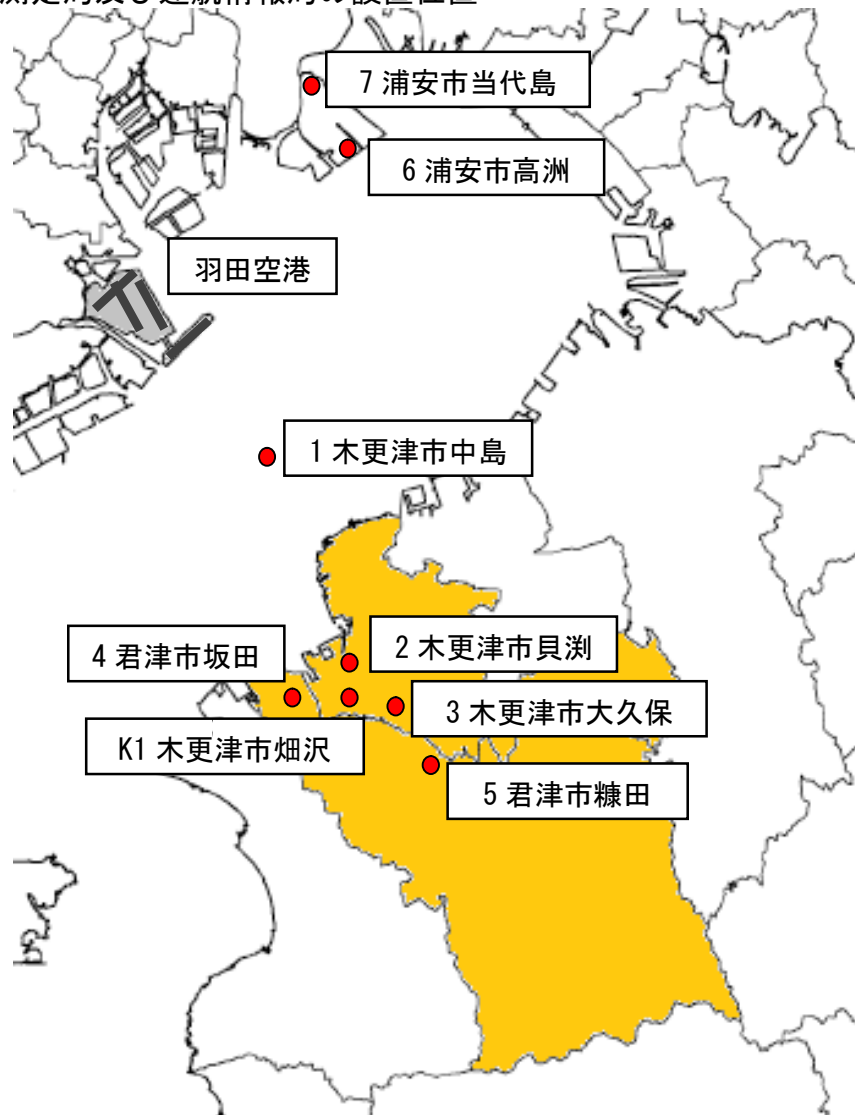 測定局及び運航情報局の設置位置
7 浦安市当代島
6 浦安市高洲
羽田空港
1 木更津市中島
2 木更津市貝渕
4 君津市坂田
3 木更津市大久保
K1 木更津市畑沢
5 君津市糠田